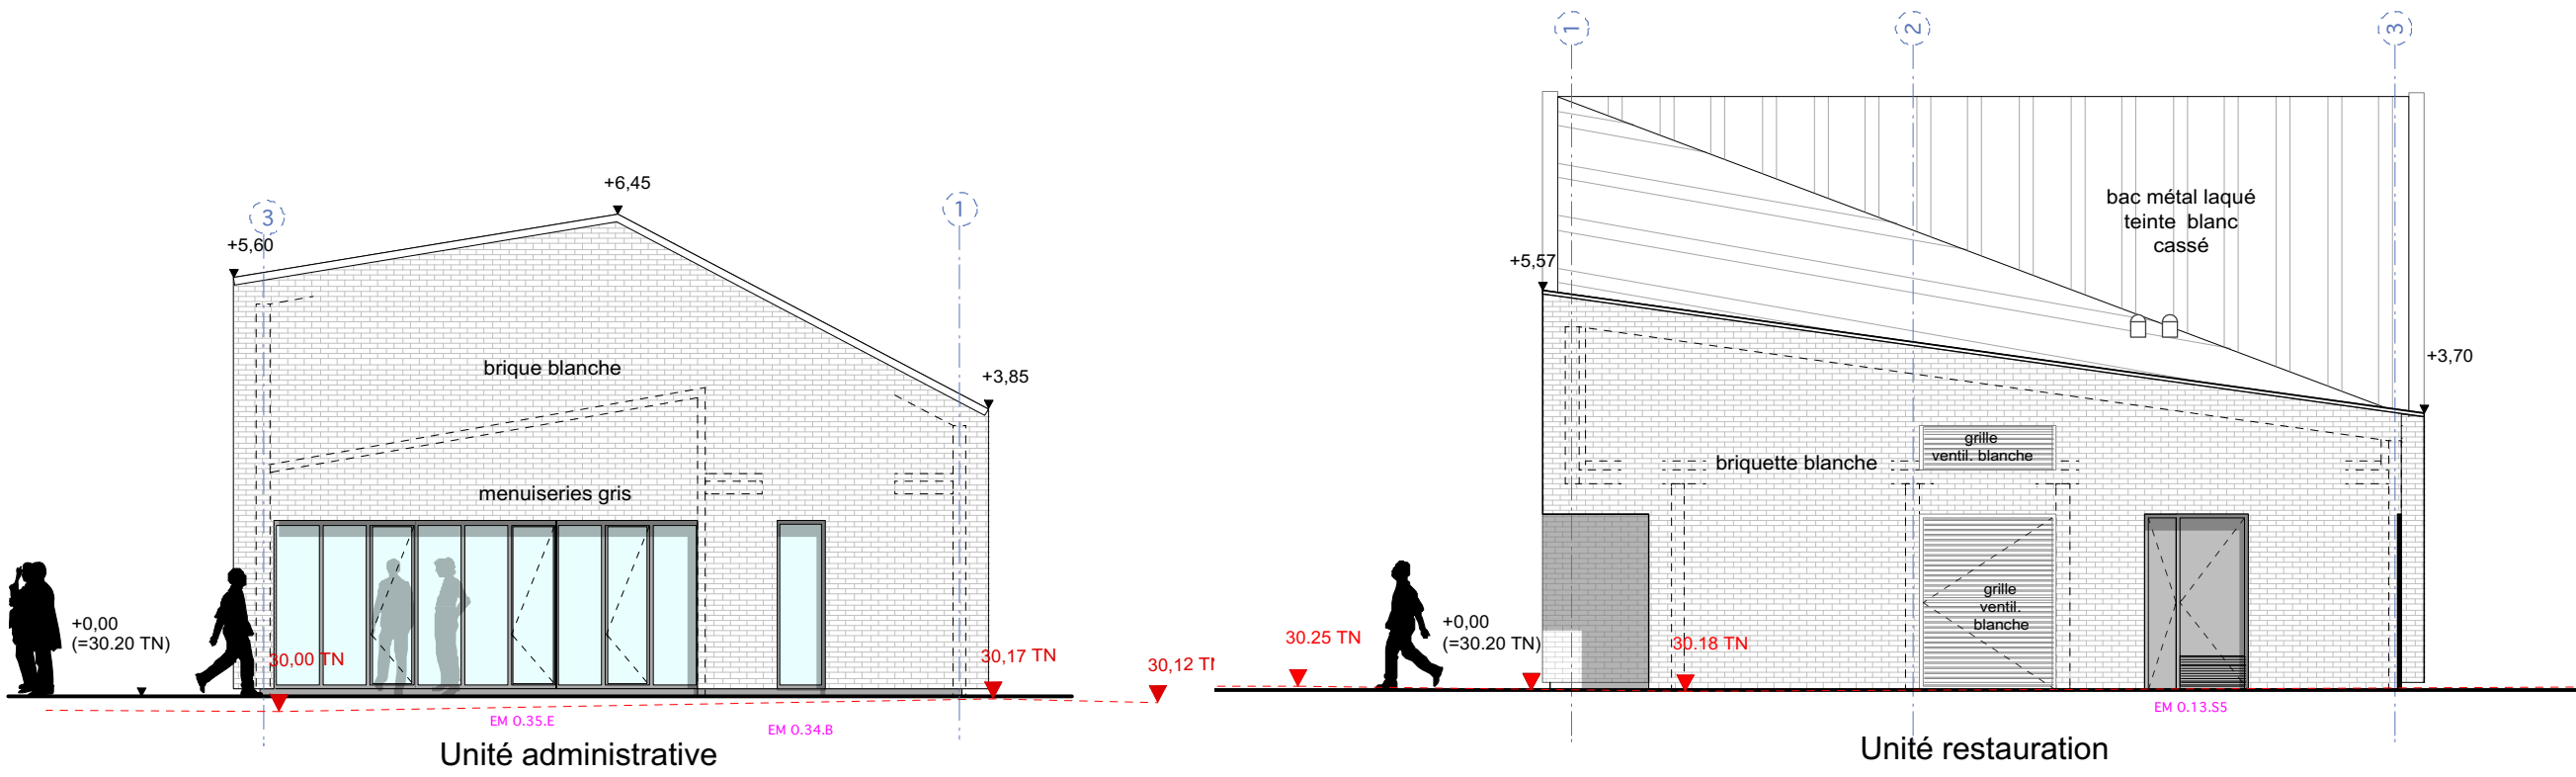 3
+6,45
1
+5,60
brique blanche
+3,85
menuiseries gris
+0,00
(=30.20 TN)
30,00 TN
30,17 TN
30,12 T
EM 0.35.E
EM 0.34.B
Unité administrative
1
2
3
bac métal laqué
teinte blanc
cassé
+5,57
+3,70
grille
ventil. blanche
briquette blanche
grille
ventil.
blanche
30.25 TN
+0,00
(=30.20 TN)
30.18 TN
EM 0.13.S5
Unité restauration